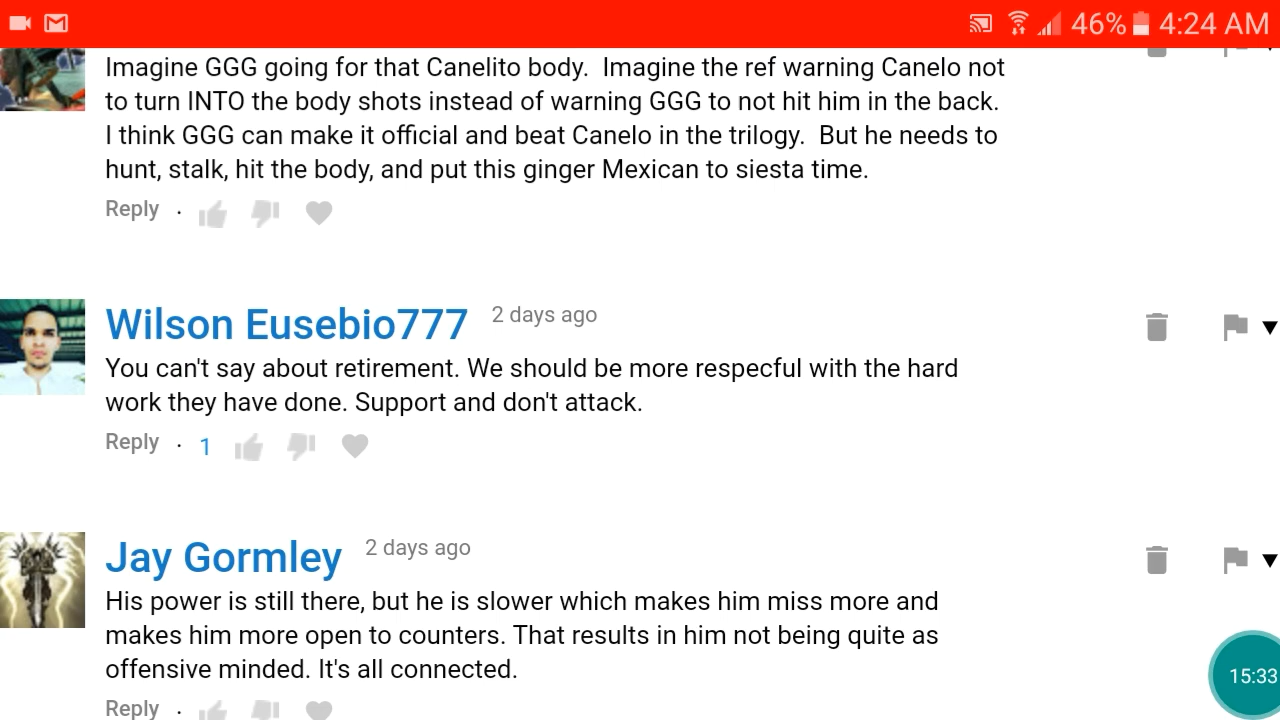 46% 4:24 AM
Imagine GGG going for that Canelito body. Imagine the ref warning Canelo not
to turn INTO the body shots instead of warning GGG to not hit him in the back.
I think GGG can make it official and beat Canelo in the trilogy. But he needs to
hunt, stalk, hit the body, and put this ginger Mexican to siesta time.
Reply ·
Wilson Eusebio777 2 days ago
You can't say about retirement. We should be more respecful with the hard
work they have done. Support and don't attack.
Reply · 1
Jay Gormley 2 days ago
His power is still there, but he is slower which makes him miss more and
makes him more open to counters. That results in him not being quite as
offensive minded. It's all connected.
15:33
Reply ·